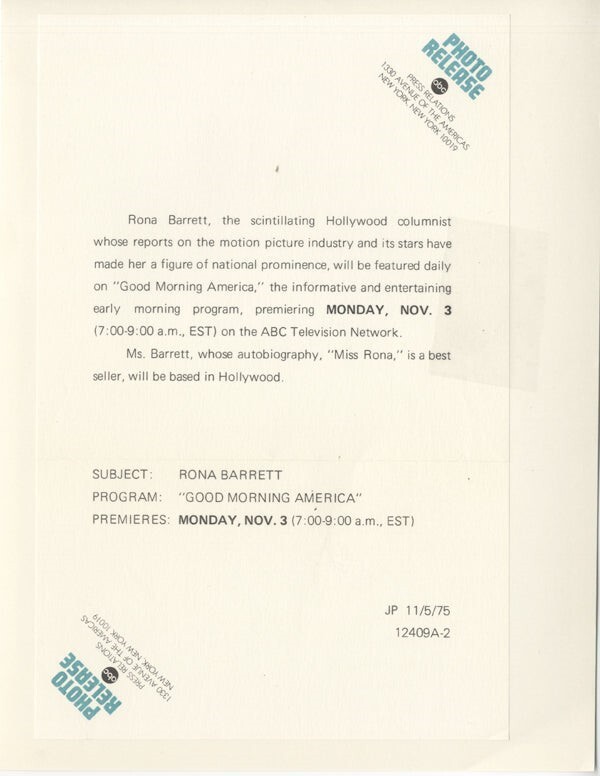 PHOTO
RELEASE
abc
PRESS RELATIONS
1330 AVENUE OF THE AMERICAS
NEW YORK, NEW YORK 10019
Rona Barrett, the scintillating Hollywood columnist
whose reports on the motion picture industry and its stars have
made her a figure of national prominence, will be featured daily
on "Good Morning America," the informative and entertaining
early morning program, premiering MONDAY, NOV. 3
(7:00-9:00 a.m., EST) on the ABC Television Network.
Ms. Barrett, whose autobiography, "Miss Rona," is a best
seller, will be based in Hollywood.
SUBJECT: RONA BARRETT
PROGRAM: "GOOD MORNING AMERICA"
PREMIERES: MONDAY, NOV. 3 (7:00-9:00 a.m., EST)
JP 11/5/75
12409A-2
PHOTO
RELEASE
abc
PRESS RELATIONS
1330 AVENUE OF THE AMERICAS
NEW YORK, NEW YORK 10019